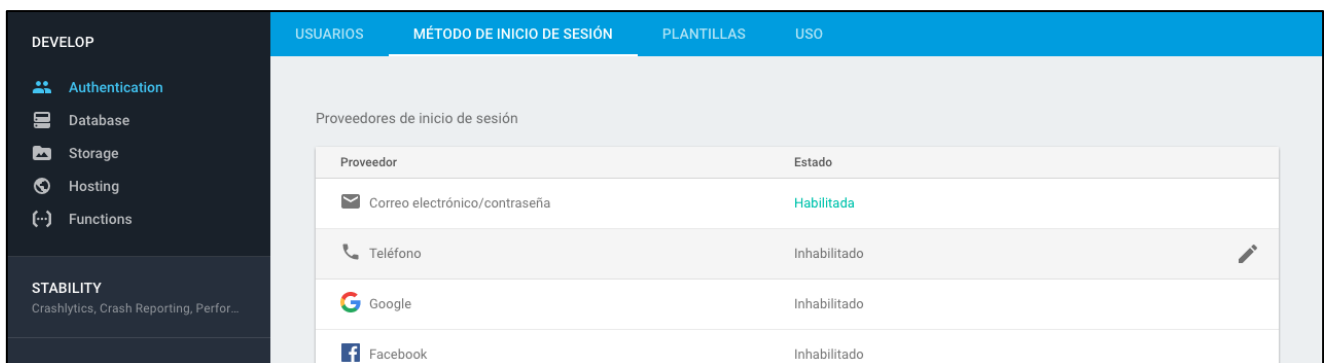 DEVELOP
Authentication
Database
Storage
Hosting
Functions
STABILITY
Crashlytics, Crash Reporting, Perfor...
USUARIOS MÉTODO DE INICIO DE SESIÓN PLANTILLAS USO
Proveedores de inicio de sesión
Proveedor Estado
Correo electrónico/contraseña Habilitada
Teléfono Inhabilitado
Google Inhabilitado
Facebook Inhabilitado